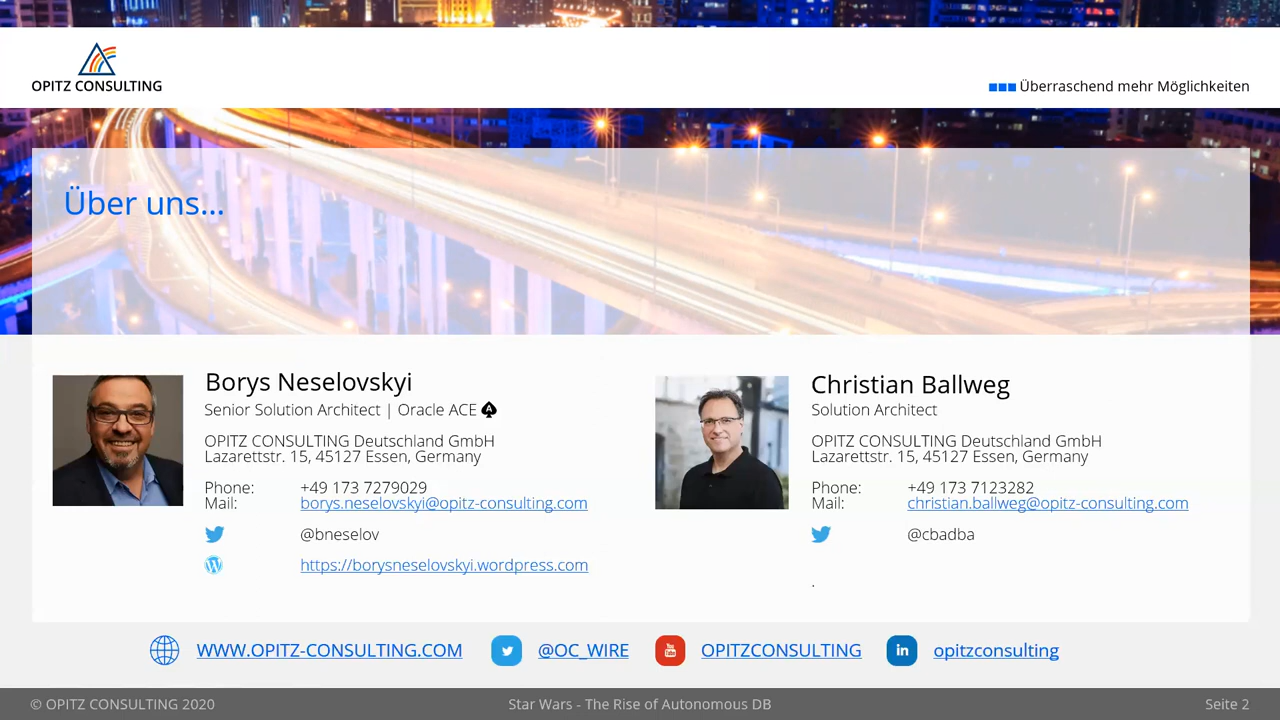 OPITZ CONSULTING
Überraschend mehr Möglichkeiten
Über uns...
Borys Neselovskyi
Senior Solution Architect | Oracle ACE A
OPITZ CONSULTING Deutschland GmbH
Lazarettstr. 15, 45127 Essen, Germany
Phone: +49 173 7279029
Mail: borys.neselovskyi@opitz-consulting.com
@bneselov
https://borysneselovskyi.wordpress.com
Christian Ballweg
Solution Architect
OPITZ CONSULTING Deutschland GmbH
Lazarettstr. 15, 45127 Essen, Germany
Phone: +49 173 7123282
Mail: christian.ballweg@opitz-consulting.com
@cbadba
.
WWW.OPITZ-CONSULTING.COM @OC_WIRE OPITZCONSULTING opitzconsulting
© OPITZ CONSULTING 2020 Star Wars - The Rise of Autonomous DB Seite 2